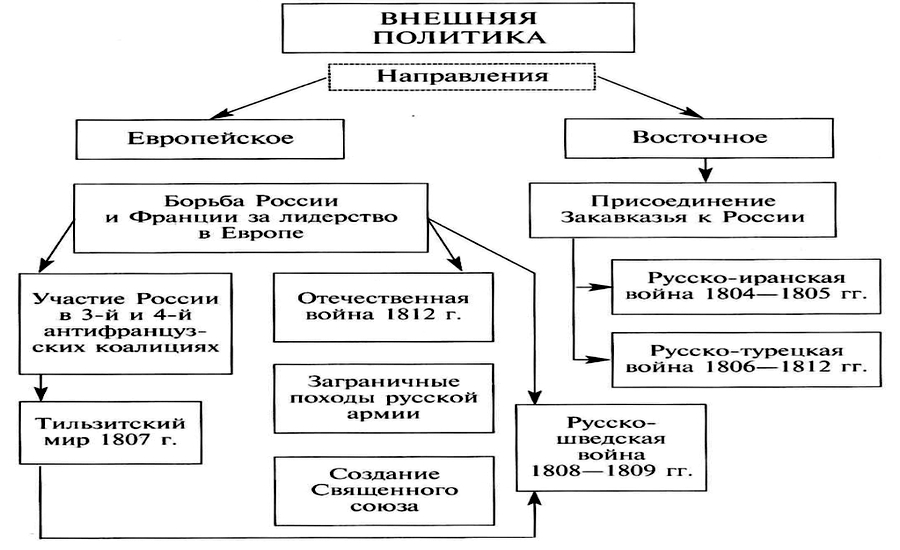 ВНЕШНЯЯ
ПОЛИТИКА
Направления
Европейское
Восточное
Борьба России
и Франции за лидерство
в Европе
Присоединение
Закавказья к России
Участие России
в 3-й и 4-й
антифранцуз-
ских коалициях
Отечественная
война 1812 г.
Русско-иранская
война 1804—1805 гг.
Русско-турецкая
война 1806—1812 гг.
Заграничные
походы русской
армии
Тильзитский
мир 1807 г.
Русско-
шведская
война
1808—1809 гг.
Создание
Священного
союза